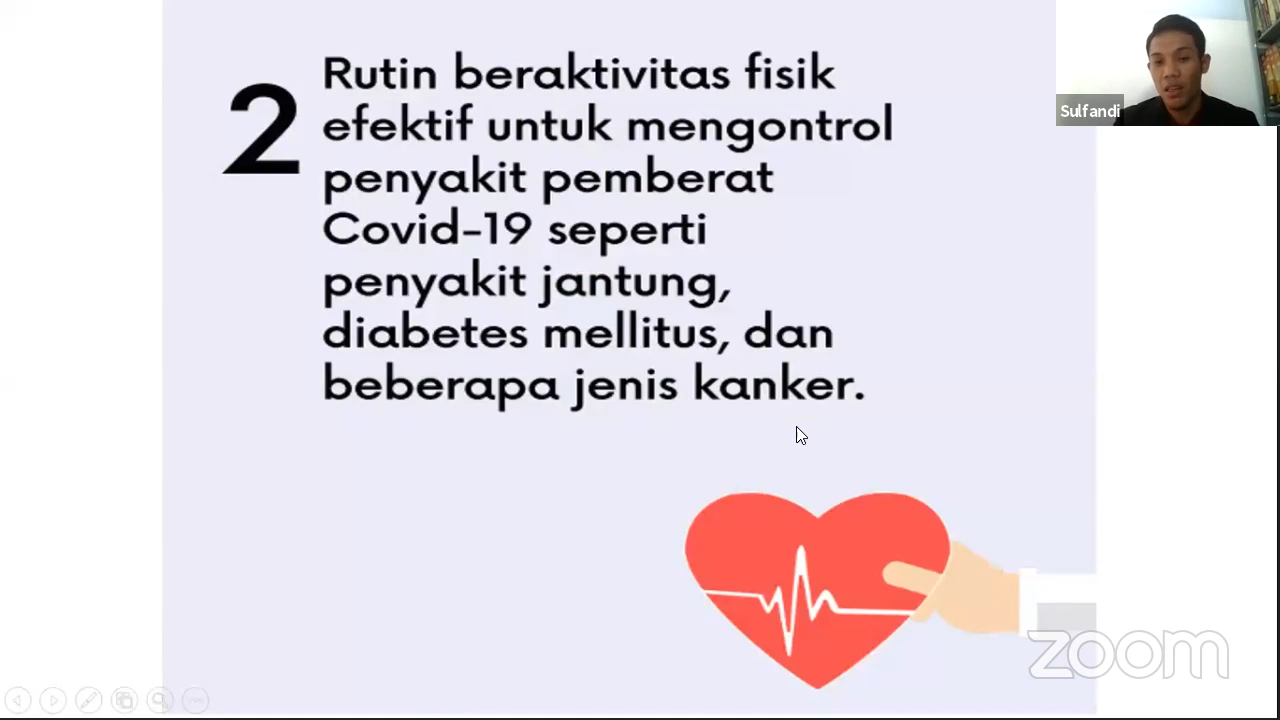 2
Rutin beraktivitas fisik
efektif untuk mengontrol
penyakit pemberat
Covid-19 seperti
penyakit jantung,
diabetes mellitus, dan
beberapa jenis kanker.
Sulfandi
zoom